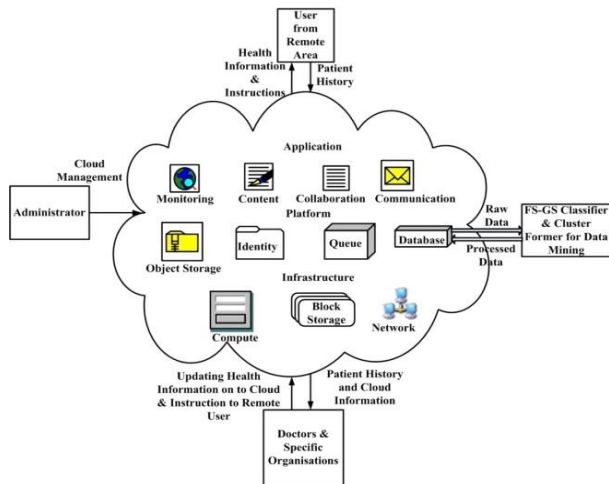 User
from
Remote
Area
Health
Information
&
Instructions
Patient
History
Application
Monitoring
Content
Collaboration
Communication
Platform
Cloud
Management
Administrator
Object Storage
Identity
Queue
Database
Raw
Data
Processed
Data
FS-GS Classifier
& Cluster
Former for Data
Mining
Infrastructure
Compute
Block
Storage
Network
Updating Health
Information on to Cloud
& Instruction to Remote
User
Patient History
and Cloud
Information
Doctors &
Specific
Organisations